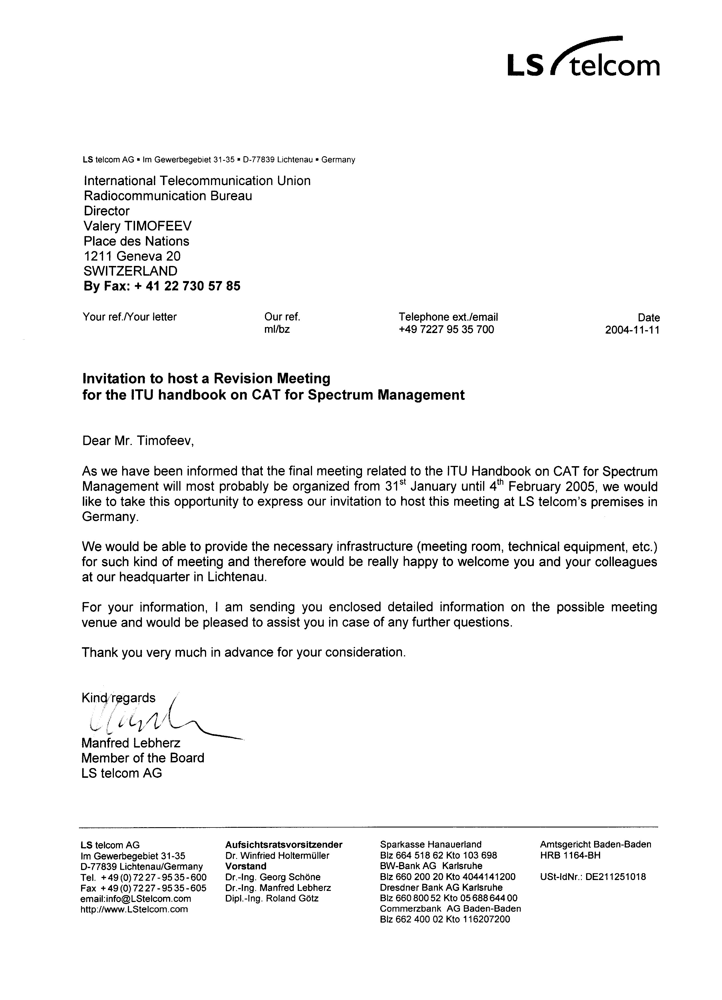 LS telcom
LS telcom AG ▪ Im Gewerbegebiet 31-35 ▪ D-77839 Lichtenau ▪ Germany
International Telecommunication Union
Radiocommunication Bureau
Director
Valery TIMOFEEV
Place des Nations
1211 Geneva 20
SWITZERLAND
By Fax: + 41 22 730 57 85
Your ref./Your letter Our ref. Telephone ext./email Date
ml/bz +49 7227 95 35 700 2004-11-11
Invitation to host a Revision Meeting
for the ITU handbook on CAT for Spectrum Management
Dear Mr. Timofeev,
As we have been informed that the final meeting related to the ITU Handbook on CAT for Spectrum
Management will most probably be organized from 31st January until 4th February 2005, we would
like to take this opportunity to express our invitation to host this meeting at LS telcom's premises in
Germany.
We would be able to provide the necessary infrastructure (meeting room, technical equipment, etc.)
for such kind of meeting and therefore would be really happy to welcome you and your colleagues
at our headquarter in Lichtenau.
For your information, I am sending you enclosed detailed information on the possible meeting
venue and would be pleased to assist you in case of any further questions.
Thank you very much in advance for your consideration.
Kind regards
Manfred Lebherz
Member of the Board
LS telcom AG
LS telcom AG
Im Gewerbegebiet 31-35
D-77839 Lichtenau/Germany
Tel. +49 (0) 72 27 - 95 35 - 600
Fax +49 (0) 72 27 - 95 35 - 605
email:info@LStelcom.com
http://www.LStelcom.com
Aufsichtsratsvorsitzender
Dr. Winfried Holtermüller
Vorstand
Dr.-Ing. Georg Schöne
Dr.-Ing. Manfred Lebherz
Dipl.-Ing. Roland Götz
Sparkasse Hanauerland
Blz 664 518 62 Kto 103 698
BW-Bank AG Karlsruhe
Blz 660 200 20 Kto 4044141200
Dresdner Bank AG Karlsruhe
Blz 660 800 52 Kto 05 688 644 00
Commerzbank AG Baden-Baden
Blz 662 400 02 Kto 116207200
Amtsgericht Baden-Baden
HRB 1164-BH
USt-IdNr.: DE211251018